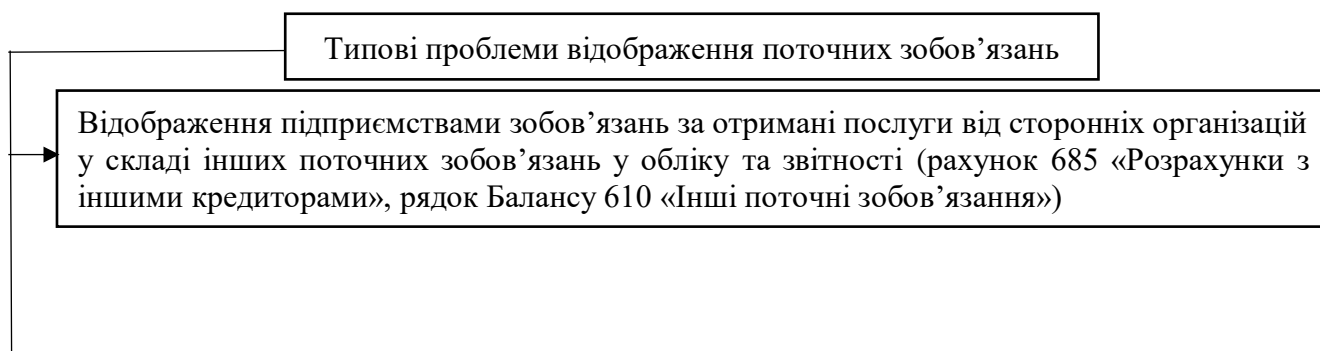 Типові проблеми відображення поточних зобов’язань
Відображення підприємствами зобов’язань за отримані послуги від сторонніх організацій
у складі інших поточних зобов’язань у обліку та звітності (рахунок 685 «Розрахунки з
іншими кредиторами», рядок Балансу 610 «Інші поточні зобов’язання»)